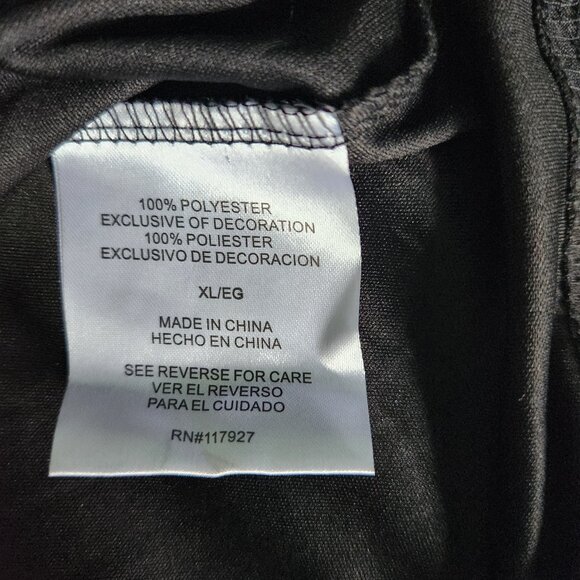 100% POLYESTER
EXCLUSIVE OF DECORATION
100% POLIESTER
EXCLUSIVO DE DECORACION
XL/EG
MADE IN CHINA
HECHO EN CHINA
SEE REVERSE FOR CARE
VER EL REVERSO
PARA EL CUIDADO
RN#117927